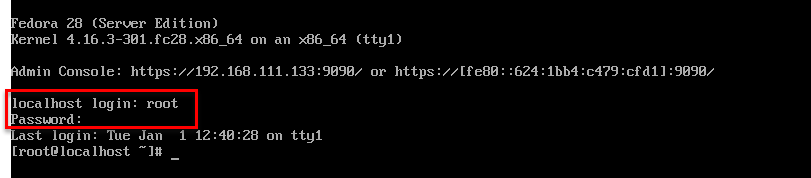 Fedora 28 (Server Edition)
Kernel 4.16.3-301.fc28.x86_64 on an x86_64 (tty1)
Admin Console: https://192.168.111.133:9090/ or https://[fe80::624:1bb4:c479:cfd1]:9090/
localhost login: root
Password:
Last login: Tue Jan  1 12:40:28 on tty1
[root@localhost ~]# _